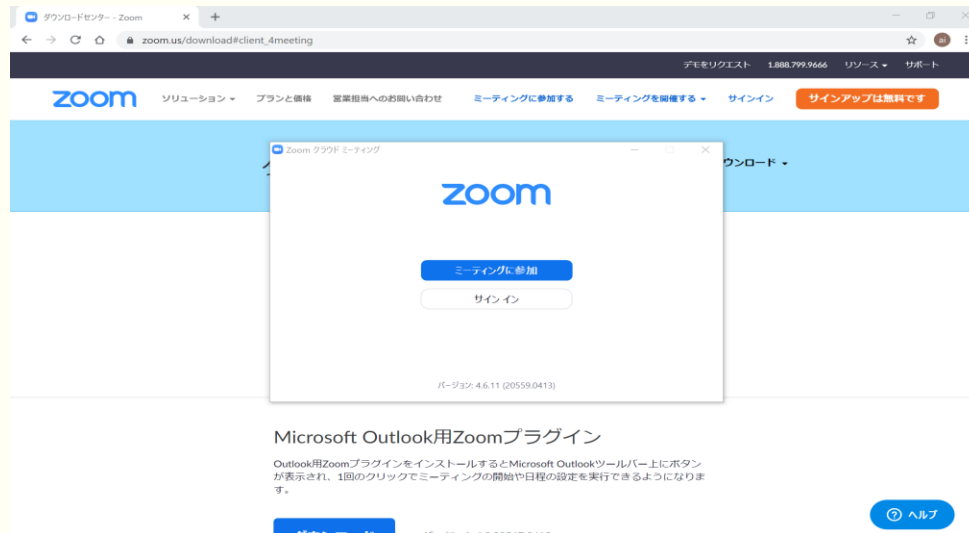 ダウンロードセンター - Zoom
zoom.us/download#client_4meeting
ai
デモをリクエスト 1.888.799.9666 リソース サポート
zoom ソリューション プランと価格 営業担当へのお問い合わせ ミーティングに参加する ミーティングを開催する サインイン サインアップは無料です
Zoom クラウド ミーティング
ウンロード
zoom
ミーティングに参加
サイン イン
バージョン: 4.6.11 (20559.0413)
Microsoft Outlook用Zoomプラグイン
Outlook用ZoomプラグインをインストールするとMicrosoft Outlookツールバー上にボタン
が表示され、1回のクリックでミーティングの開始や日程の設定を実行できるようになりま
す。
ヘルプ